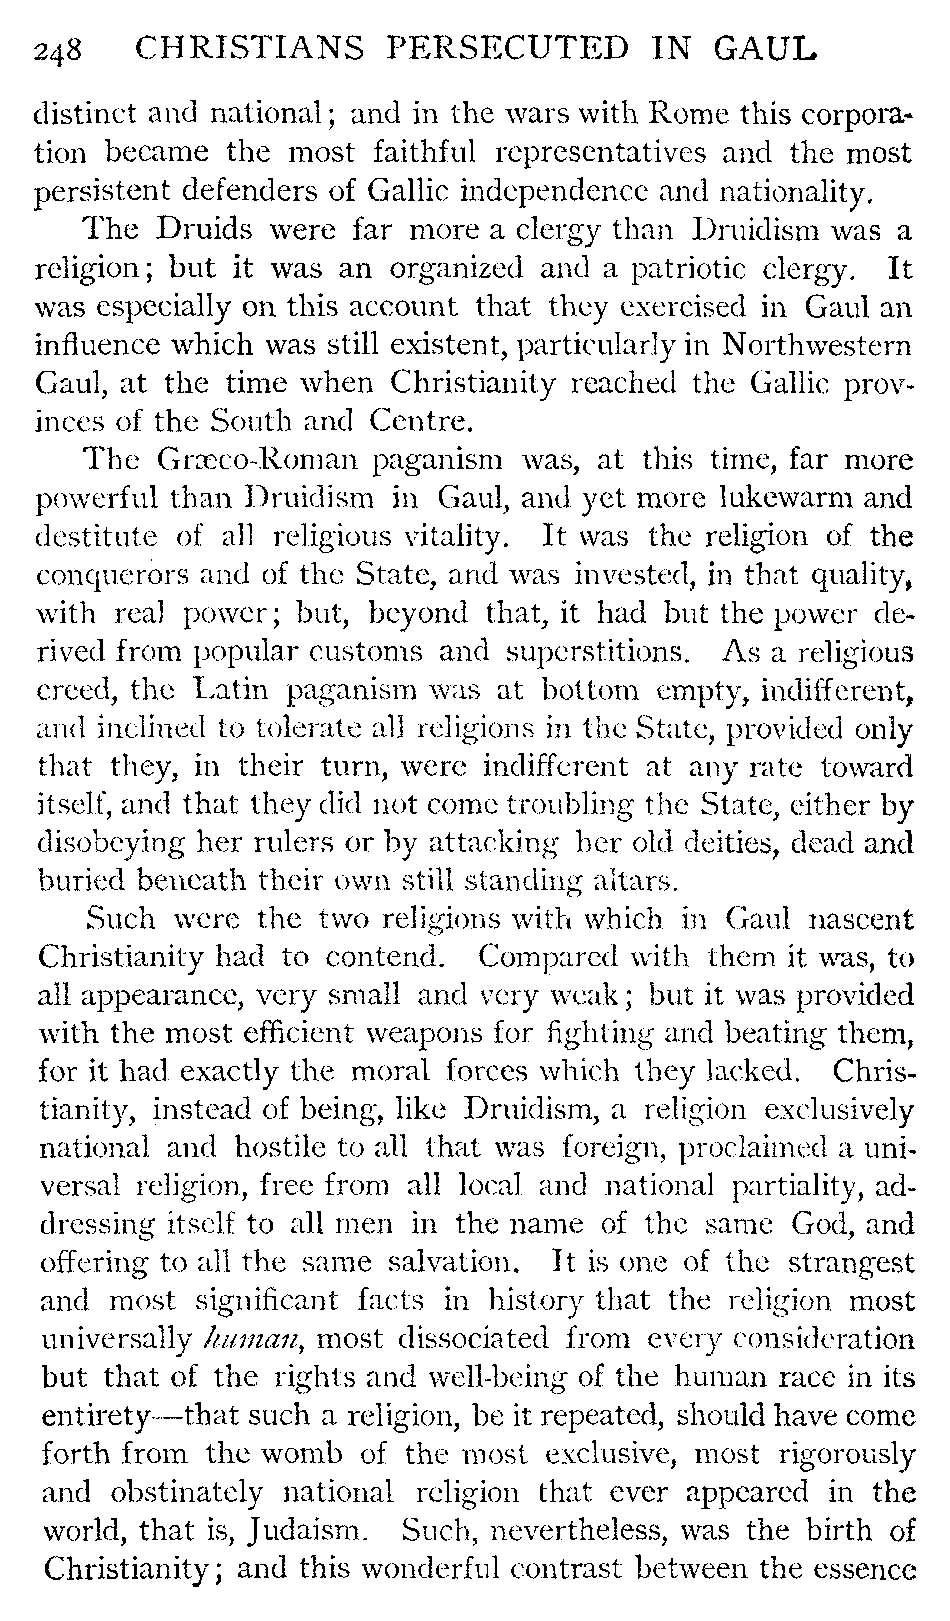 248 CHRISTIANS PERSECUTED IN GAUL
distinct and national; and in the wars with Rome this corpora-
tion became the most faithful representatives and the most
persistent defenders of Gallic independence and nationality.
The Druids were far more a clergy than Druidism was a
religion; but it was an organized and a patriotic clergy. It
was especially on this account that they exercised in Gaul an
influence which was still existent, particularly in Northwestern
Gaul, at the time when Christianity reached the Gallic prov-
inces of the South and Centre.
The Græco-Roman paganism was, at this time, far more
powerful than Druidism in Gaul, and yet more lukewarm and
destitute of all religious vitality. It was the religion of the
conquerors and of the State, and was invested, in that quality,
with real power; but, beyond that, it had but the power de-
rived from popular customs and superstitions. As a religious
creed, the Latin paganism was at bottom empty, indifferent,
and inclined to tolerate all religions in the State, provided only
that they, in their turn, were indifferent at any rate toward
itself, and that they did not come troubling the State, either by
disobeying her rulers or by attacking her old deities, dead and
buried beneath their own still standing altars.
Such were the two religions with which in Gaul nascent
Christianity had to contend. Compared with them it was, to
all appearance, very small and very weak; but it was provided
with the most efficient weapons for fighting and beating them,
for it had exactly the moral forces which they lacked. Chris-
tianity, instead of being, like Druidism, a religion exclusively
national and hostile to all that was foreign, proclaimed a uni-
versal religion, free from all local and national partiality, ad-
dressing itself to all men in the name of the same God, and
offering to all the same salvation. It is one of the strangest
and most significant facts in history that the religion most
universally human, most dissociated from every consideration
but that of the rights and well-being of the human race in its
entirety—that such a religion, be it repeated, should have come
forth from the womb of the most exclusive, most rigorously
and obstinately national religion that ever appeared in the
world, that is, Judaism. Such, nevertheless, was the birth of
Christianity; and this wonderful contrast between the essence